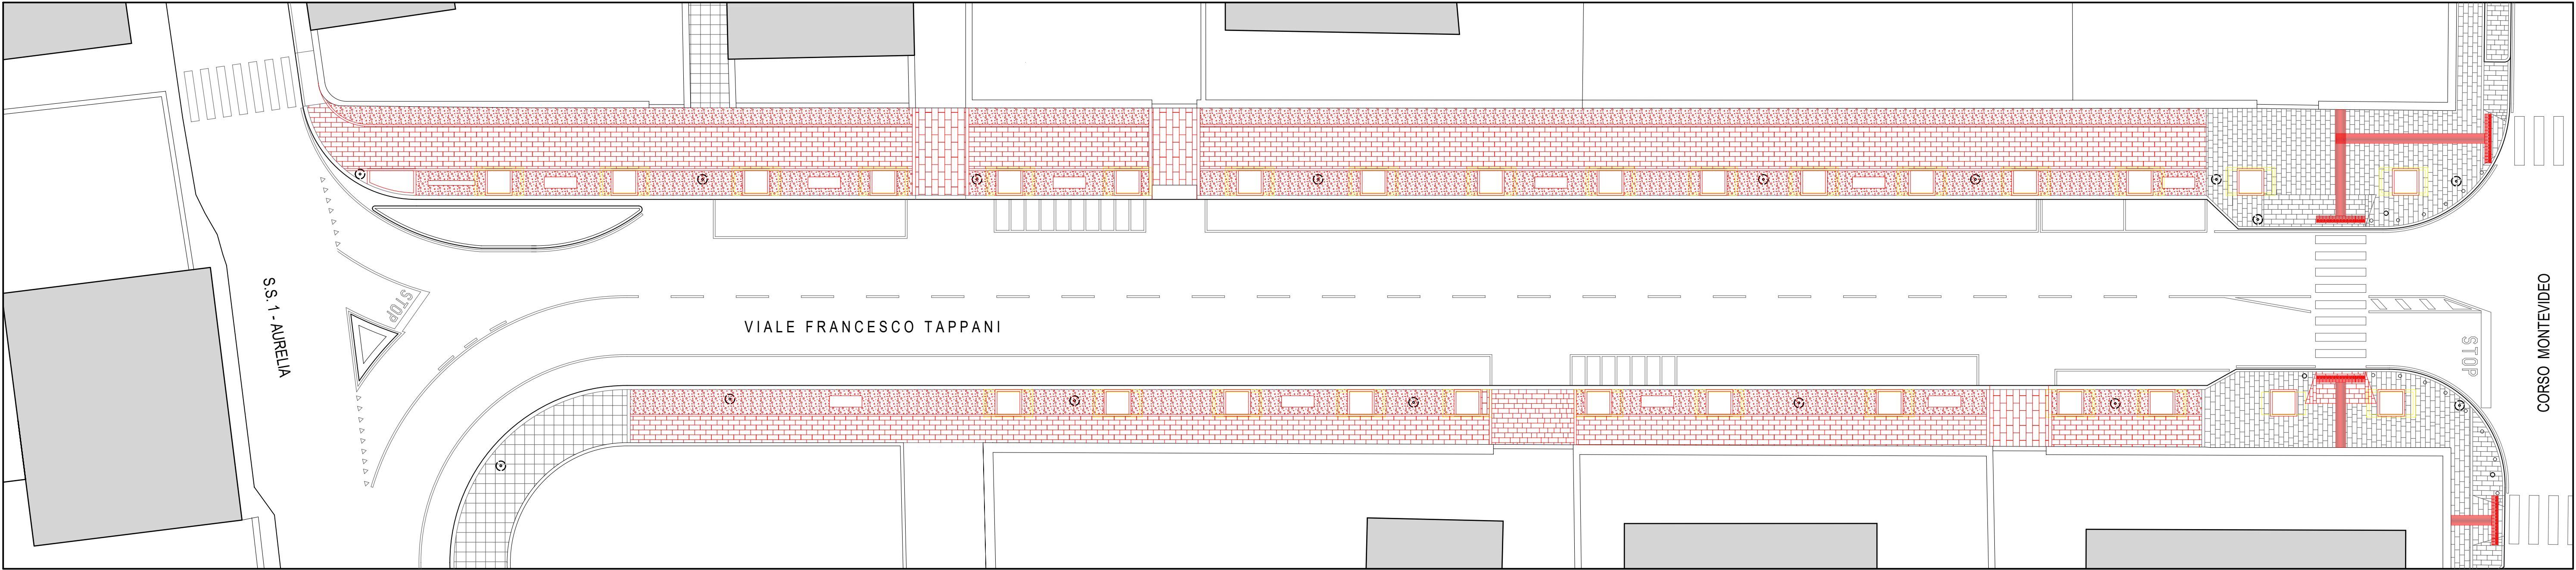 S.S. 1 - AURELIA
STOP
VIALE FRANCESCO TAPPANI
STOP
CORSO MONTEVIDEO